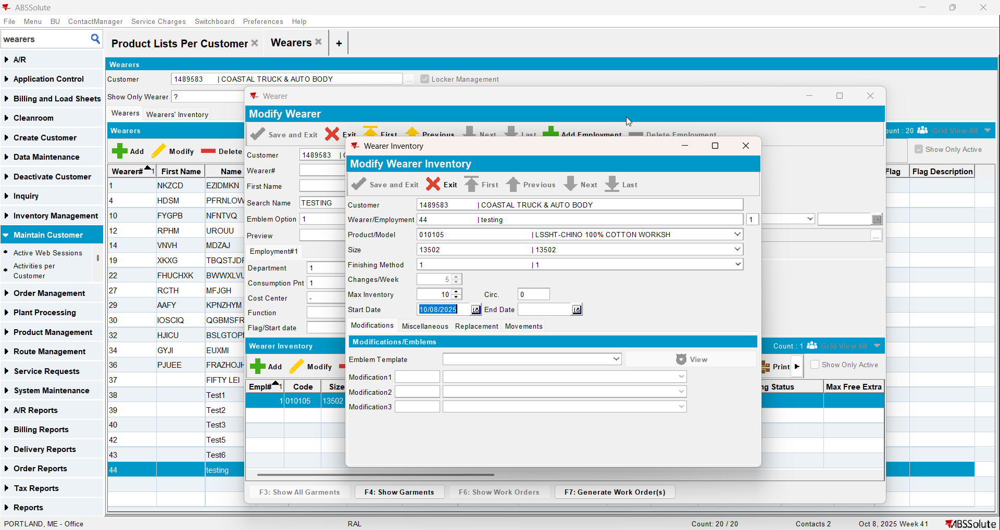 ABSSolute
File Menu BU ContactManager Service Charges Switchboard Preferences Help
wearers
Product Lists Per Customer
Wearers
+
A/R
Application Control
Billing and Load Sheets
Cleanroom
Create Customer
Data Maintenance
Deactivate Customer
Inquiry
Inventory Management
Maintain Customer
Active Web Sessions
Activities per
Customer
Order Management
Plant Processing
Product Management
Route Management
Service Requests
System Maintenance
A/R Reports
Billing Reports
Delivery Reports
Order Reports
Tax Reports
Reports
Wearers
Customer 1489583 | COASTAL TRUCK & AUTO BODY ... Locker Management
Show Only Wearer ?
Wearers Wearers' Inventory
Wearers
Count : 20 Grid View All
Add Modify Delete
Show Only Active
Wearer# 1 First Name Name Flag Flag Description
1 NKZCD EZIDMKN
4 HDSM PFRNLOW
10 FYGPB NFNTVQ
12 RPHM UROUU
14 VNVH MDZAJ
19 XKXG TBQSTJDF
22 FHUCHXK BWWXLVU
27 RCTH MFJGH
29 AAFY KPNZHYM
30 IOSCIQ QGBMSFR
32 HJICU BSLGTOP
34 GYJI EUXMI
36 PJUEE FRAZHOJH
37 FIFTY LEI
38 Test1
39 Test2
40 Test3
42 Test5
43 Test6
44 testing
Wearer
Modify Wearer
Save and Exit Exit First Previous Next Last Add Employment Delete Employment
Customer 1489583
Wearer#
First Name
Search Name TESTING
Emblem Option 1
Preview
...
Employment#1
Department 1
Consumption Pnt 1
Cost Center -
Function
Flag/Start date
Wearer Inventory
Count : 1 Grid View All
Add Modify
Print Show Only Active
Empl# 1 Code Size ng Status Max Free Extra
1 010105 13502
F3: Show All Garments F4: Show Garments F6: Show Work Orders F7: Generate Work Order(s)
Wearer Inventory
Modify Wearer Inventory
Save and Exit Exit First Previous Next Last
Customer 1489583 | COASTAL TRUCK & AUTO BODY
Wearer/Employment 44 | testing 1
Product/Model 010105 | LSSHT-CHINO 100% COTTON WORKSH
Size 13502 | 13502
Finishing Method 1 | 1
Changes/Week 5
Max Inventory 10 Circ. 0
Start Date 10/08/2025 End Date
Modifications Miscellaneous Replacement Movements
Modifications/Emblems
Emblem Template View
Modification1
Modification2
Modification3
PORTLAND, ME - Office RAL Count: 20 / 20 Contacts 2 Oct 8, 2025 Week 41 ABSSolute